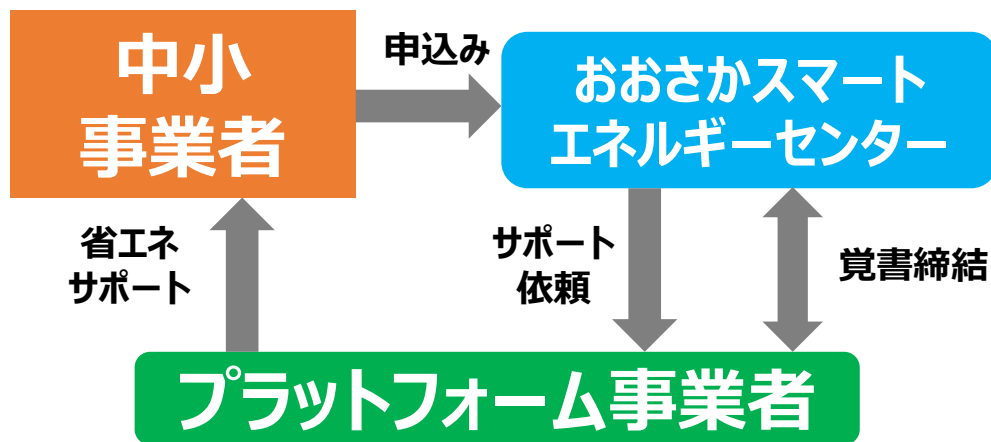 中小
事業者
申込み
おおさかスマート
エネルギーセンター
省エネ
サポート
サポート
依頼
覚書締結
プラットフォーム事業者